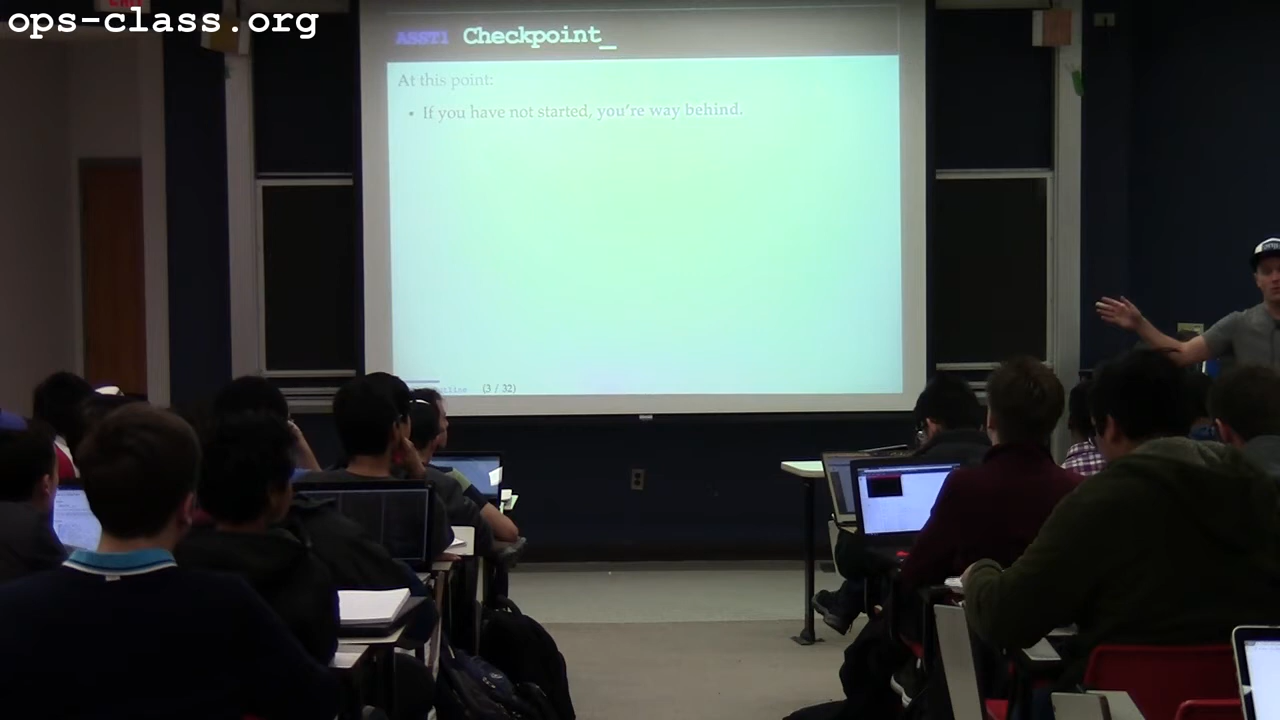 ops-class.org
ASST1 Checkpoint_
At this point:
• If you have not started, you're way behind.
(3 / 32)